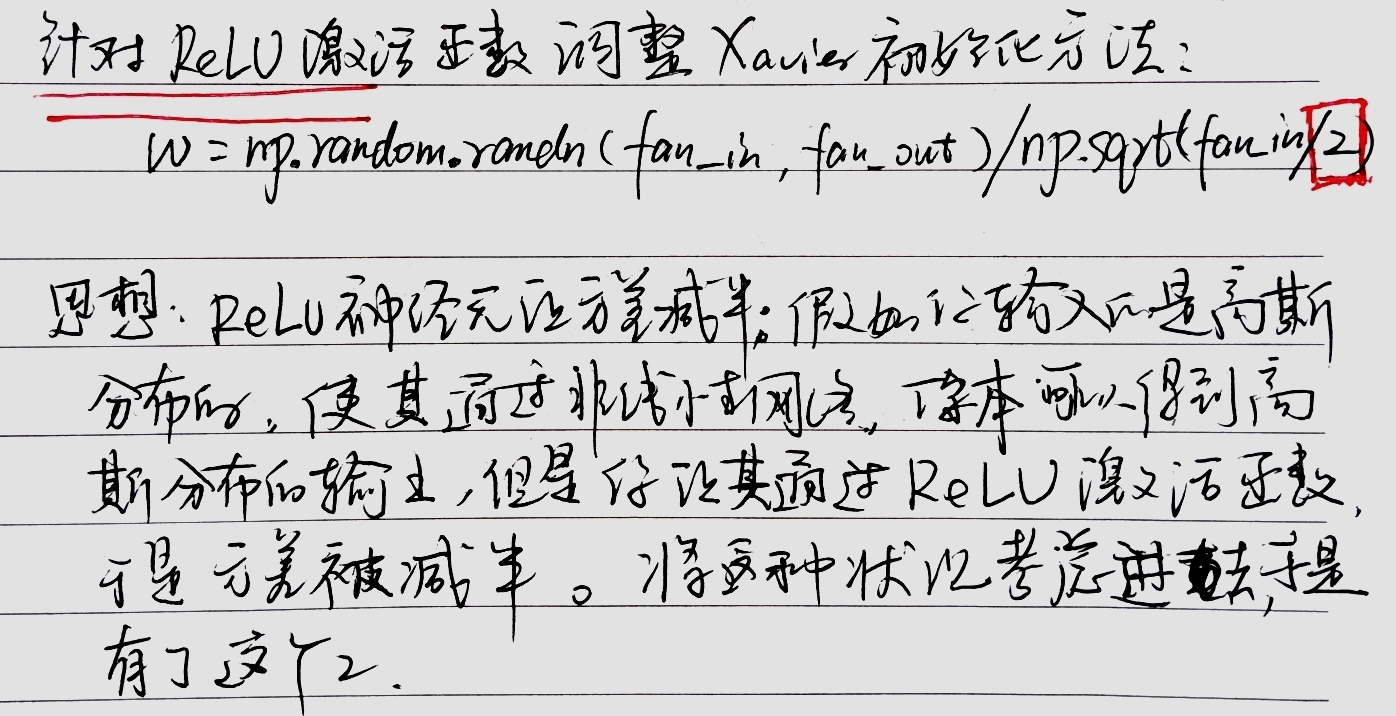 针对 ReLU 激活函数调整 Xavier 初始化方法:
W = np.random.randn(fan_in, fan_out)/np.sqrt(fan_in/2)
思想: ReLU 神经元让方差减半; 假如你输入的是高斯
分布的, 使其通过非线性网络, 原本可以得到高
斯分布的输出, 但是你让其通过 ReLU 激活函数,
于是方差被减半。将这种状况考虑进去, 于是
有了这个2.